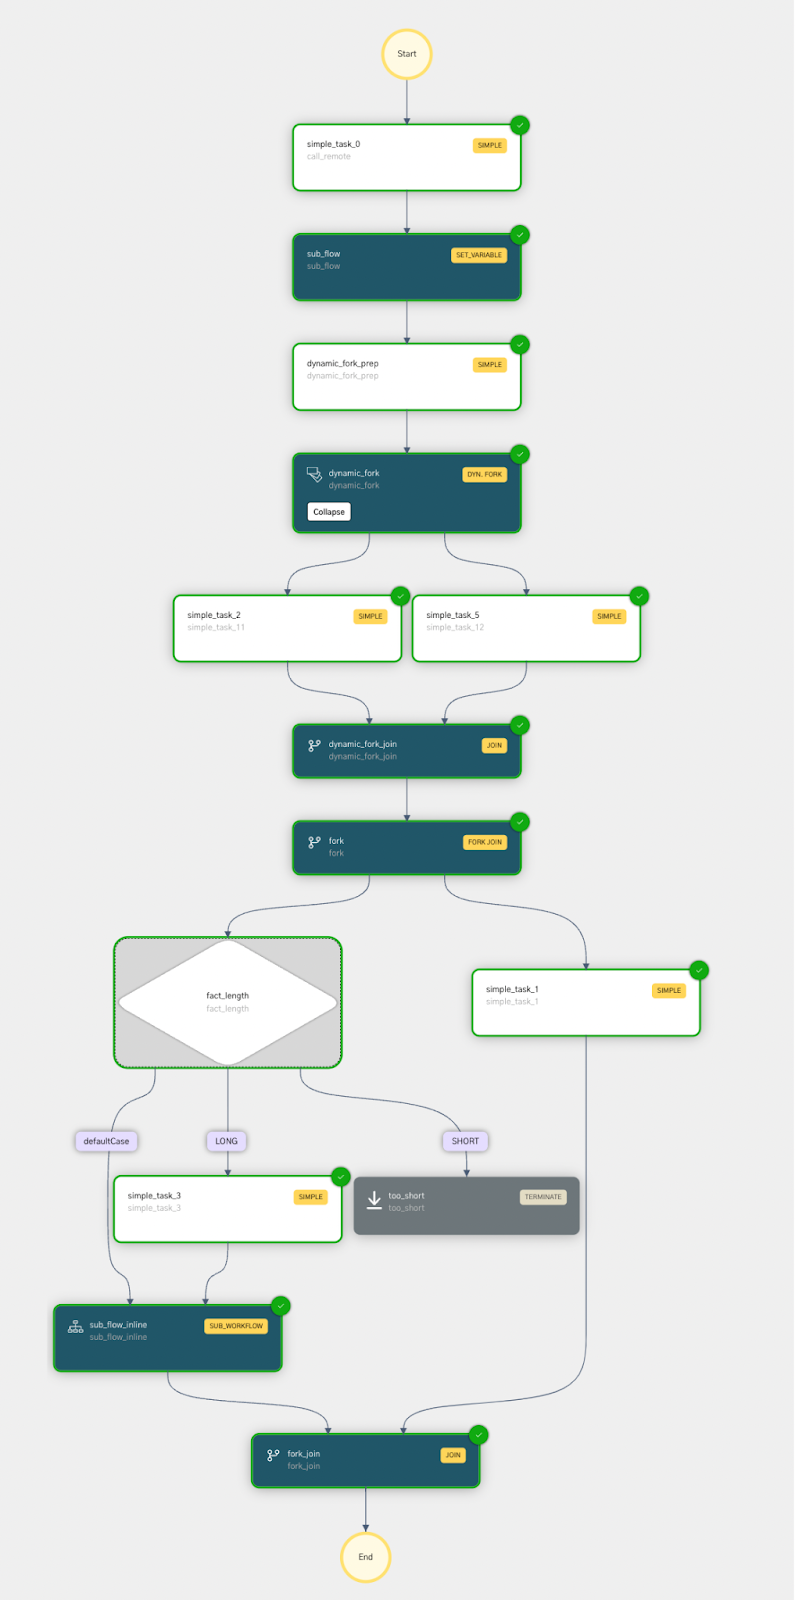 Start
simple_task_0
SIMPLE
call_remote
sub_flow
SET_VARIABLE
sub_flow
dynamic_fork_prep
SIMPLE
dynamic_fork_prep
dynamic_fork
DYN. FORK
dynamic_fork
Collapse
simple_task_2
SIMPLE
simple_task_11
simple_task_5
SIMPLE
simple_task_12
dynamic_fork_join
JOIN
dynamic_fork_join
fork
FORK JOIN
fork
fact_length
fact_length
simple_task_1
SIMPLE
simple_task_1
defaultCase
LONG
SHORT
simple_task_3
SIMPLE
simple_task_3
too_short
TERMINATE
too_short
sub_flow_inline
SUB_WORKFLOW
sub_flow_inline
fork_join
JOIN
fork_join
End